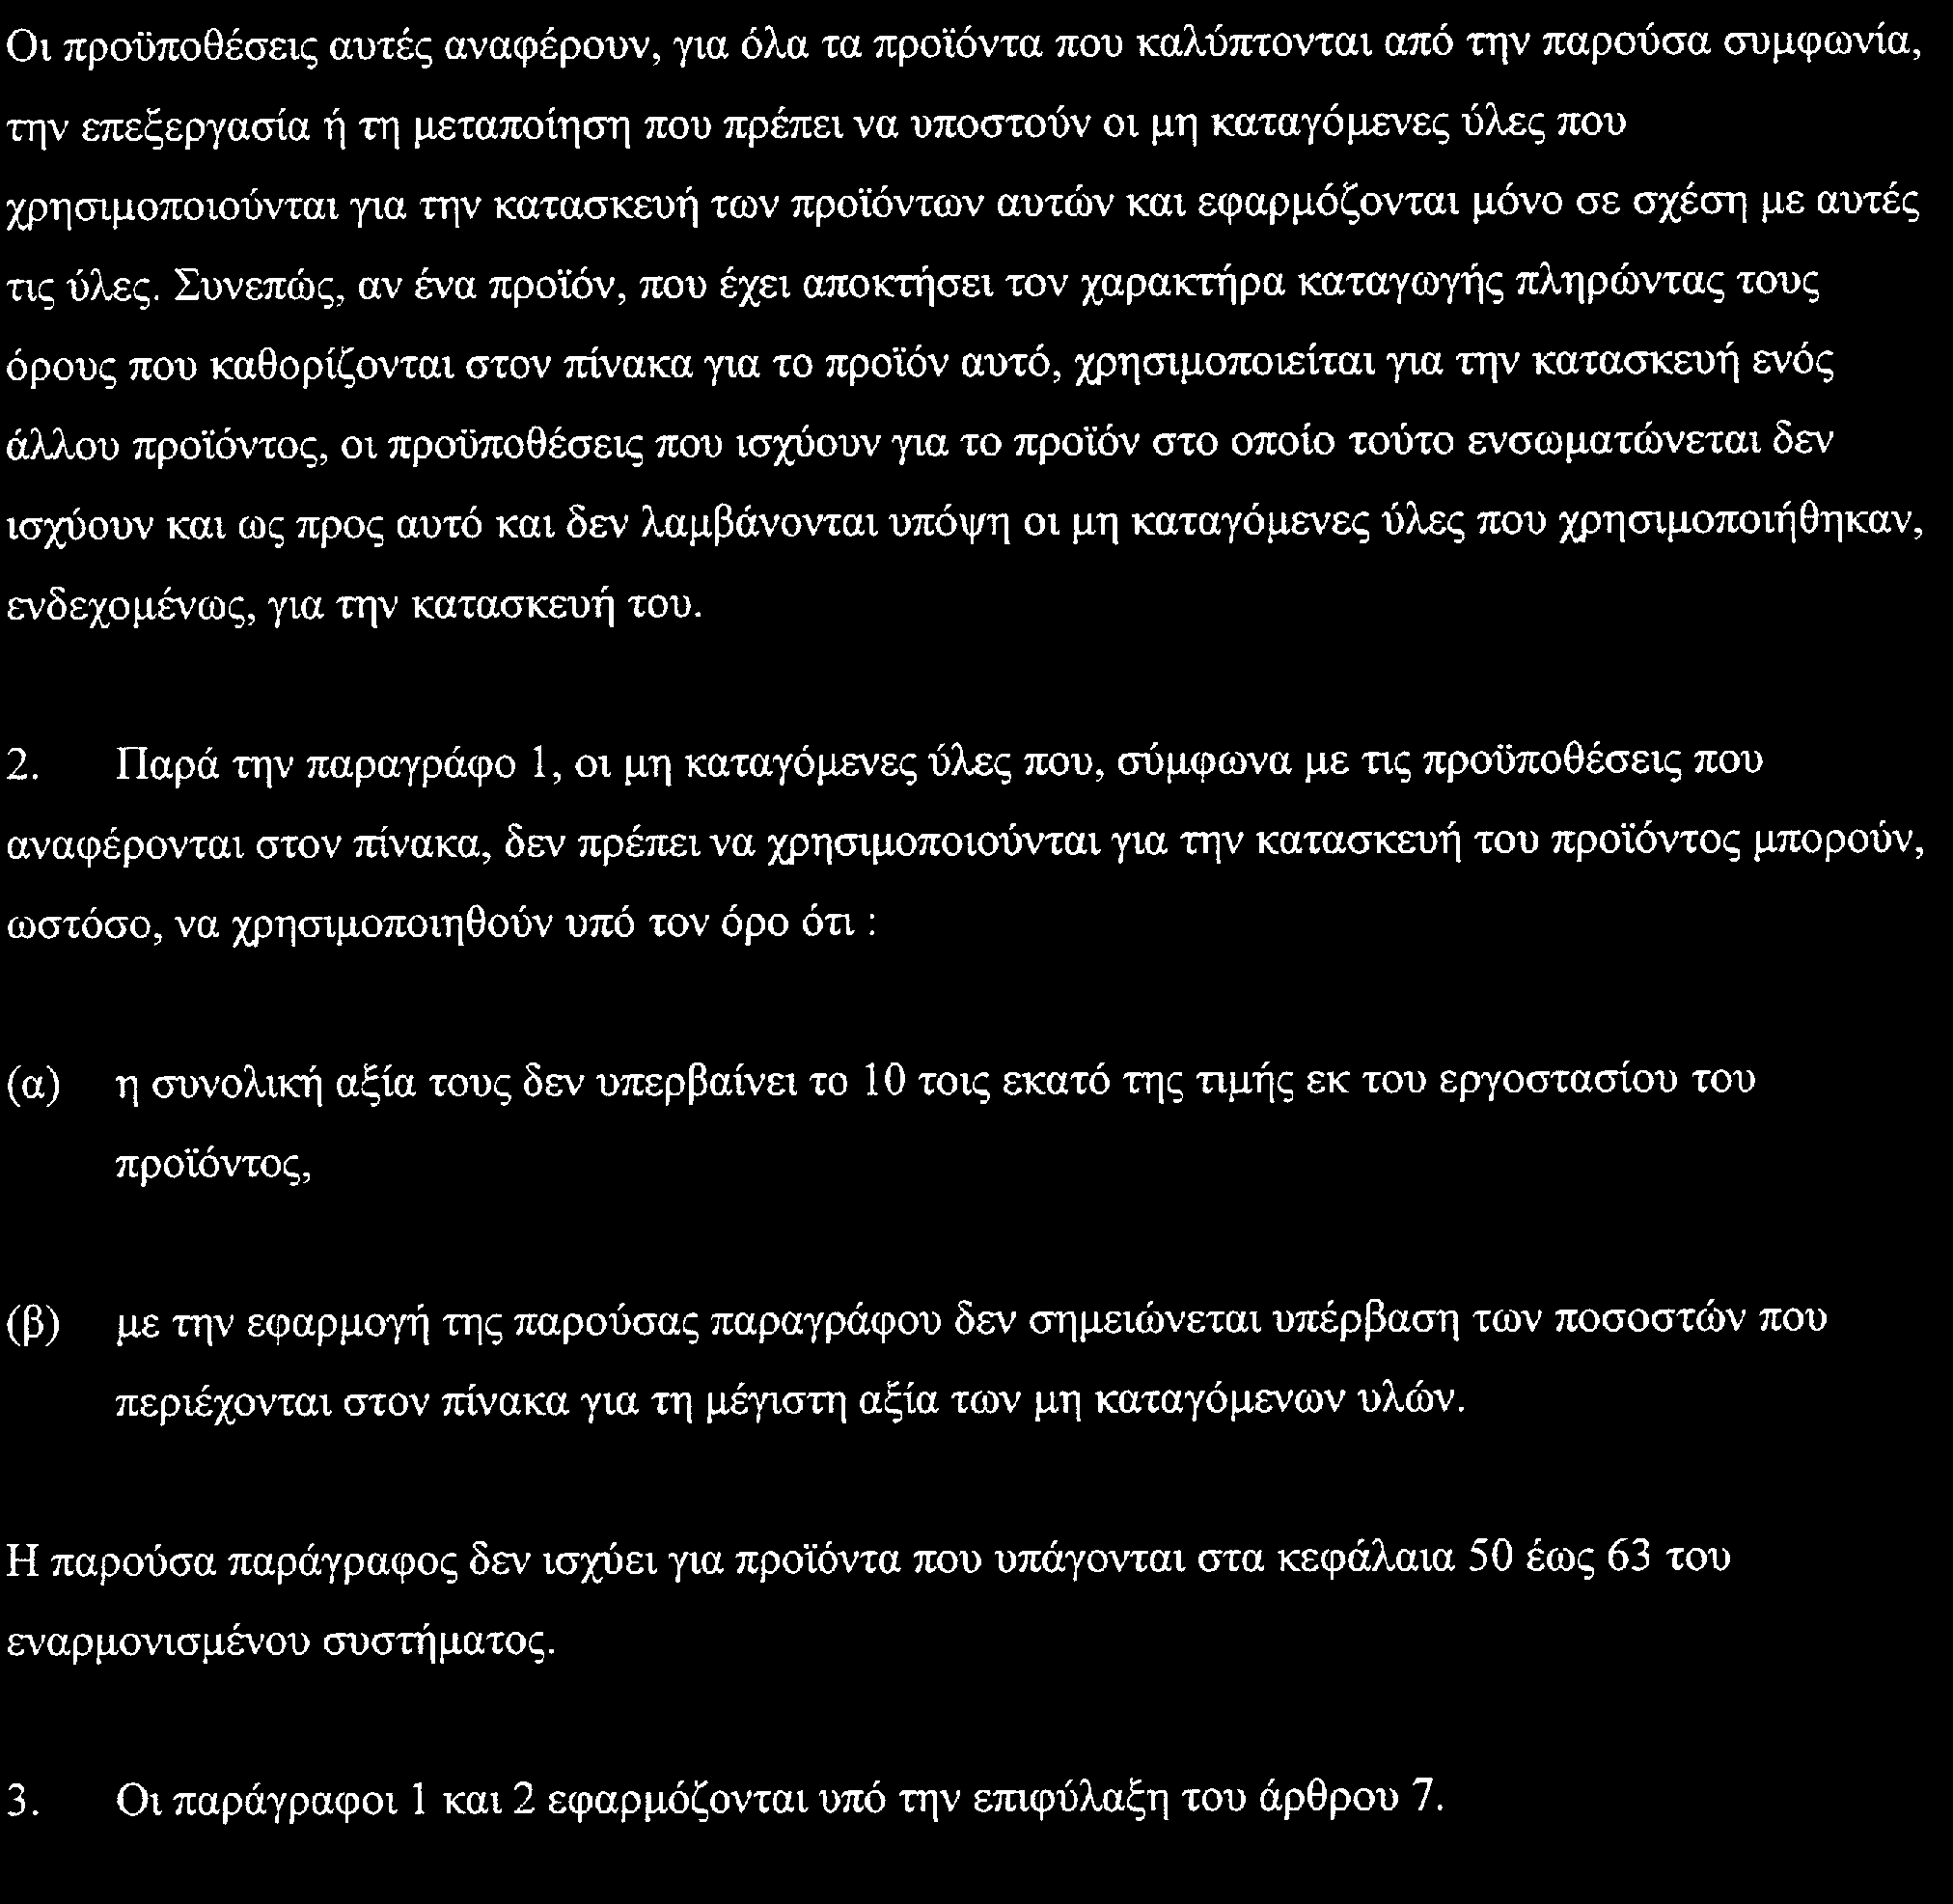 Οι προϋποθέσεις αυτές αναφέρουν, για όλα τα προϊόντα που καλύπτονται από την παρούσα συμφωνία,
την επεξεργασία ή τη μεταποίηση που πρέπει να υποστούν οι μη καταγόμενες ύλες που
χρησιμοποιούνται για την κατασκευή των προϊόντων αυτών και εφαρμόζονται μόνο σε σχέση με αυτές
τις ύλες. Συνεπώς, αν ένα προϊόν, που έχει αποκτήσει τον χαρακτήρα καταγωγής πληρώντας τους
όρους που καθορίζονται στον πίνακα για το προϊόν αυτό, χρησιμοποιείται για την κατασκευή ενός
άλλου προϊόντος, οι προϋποθέσεις που ισχύουν για το προϊόν στο οποίο τούτο ενσωματώνεται δεν
ισχύουν και ως προς αυτό και δεν λαμβάνονται υπόψη οι μη καταγόμενες ύλες που χρησιμοποιήθηκαν,
ενδεχομένως, για την κατασκευή του.
2. Παρά την παραγράφο 1, οι μη καταγόμενες ύλες που, σύμφωνα με τις προϋποθέσεις που
αναφέρονται στον πίνακα, δεν πρέπει να χρησιμοποιούνται για την κατασκευή του προϊόντος μπορούν,
ωστόσο, να χρησιμοποιηθούν υπό τον όρο ότι :
(α) η συνολική αξία τους δεν υπερβαίνει το 10 τοις εκατό της τιμής εκ του εργοστασίου του
προϊόντος,
(β) με την εφαρμογή της παρούσας παραγράφου δεν σημειώνεται υπέρβαση των ποσοστών που
περιέχονται στον πίνακα για τη μέγιστη αξία των μη καταγόμενων υλών.
Η παρούσα παράγραφος δεν ισχύει για προϊόντα που υπάγονται στα κεφάλαια 50 έως 63 του
εναρμονισμένου συστήματος.
3. Οι παράγραφοι 1 και 2 εφαρμόζονται υπό την επιφύλαξη του άρθρου 7.